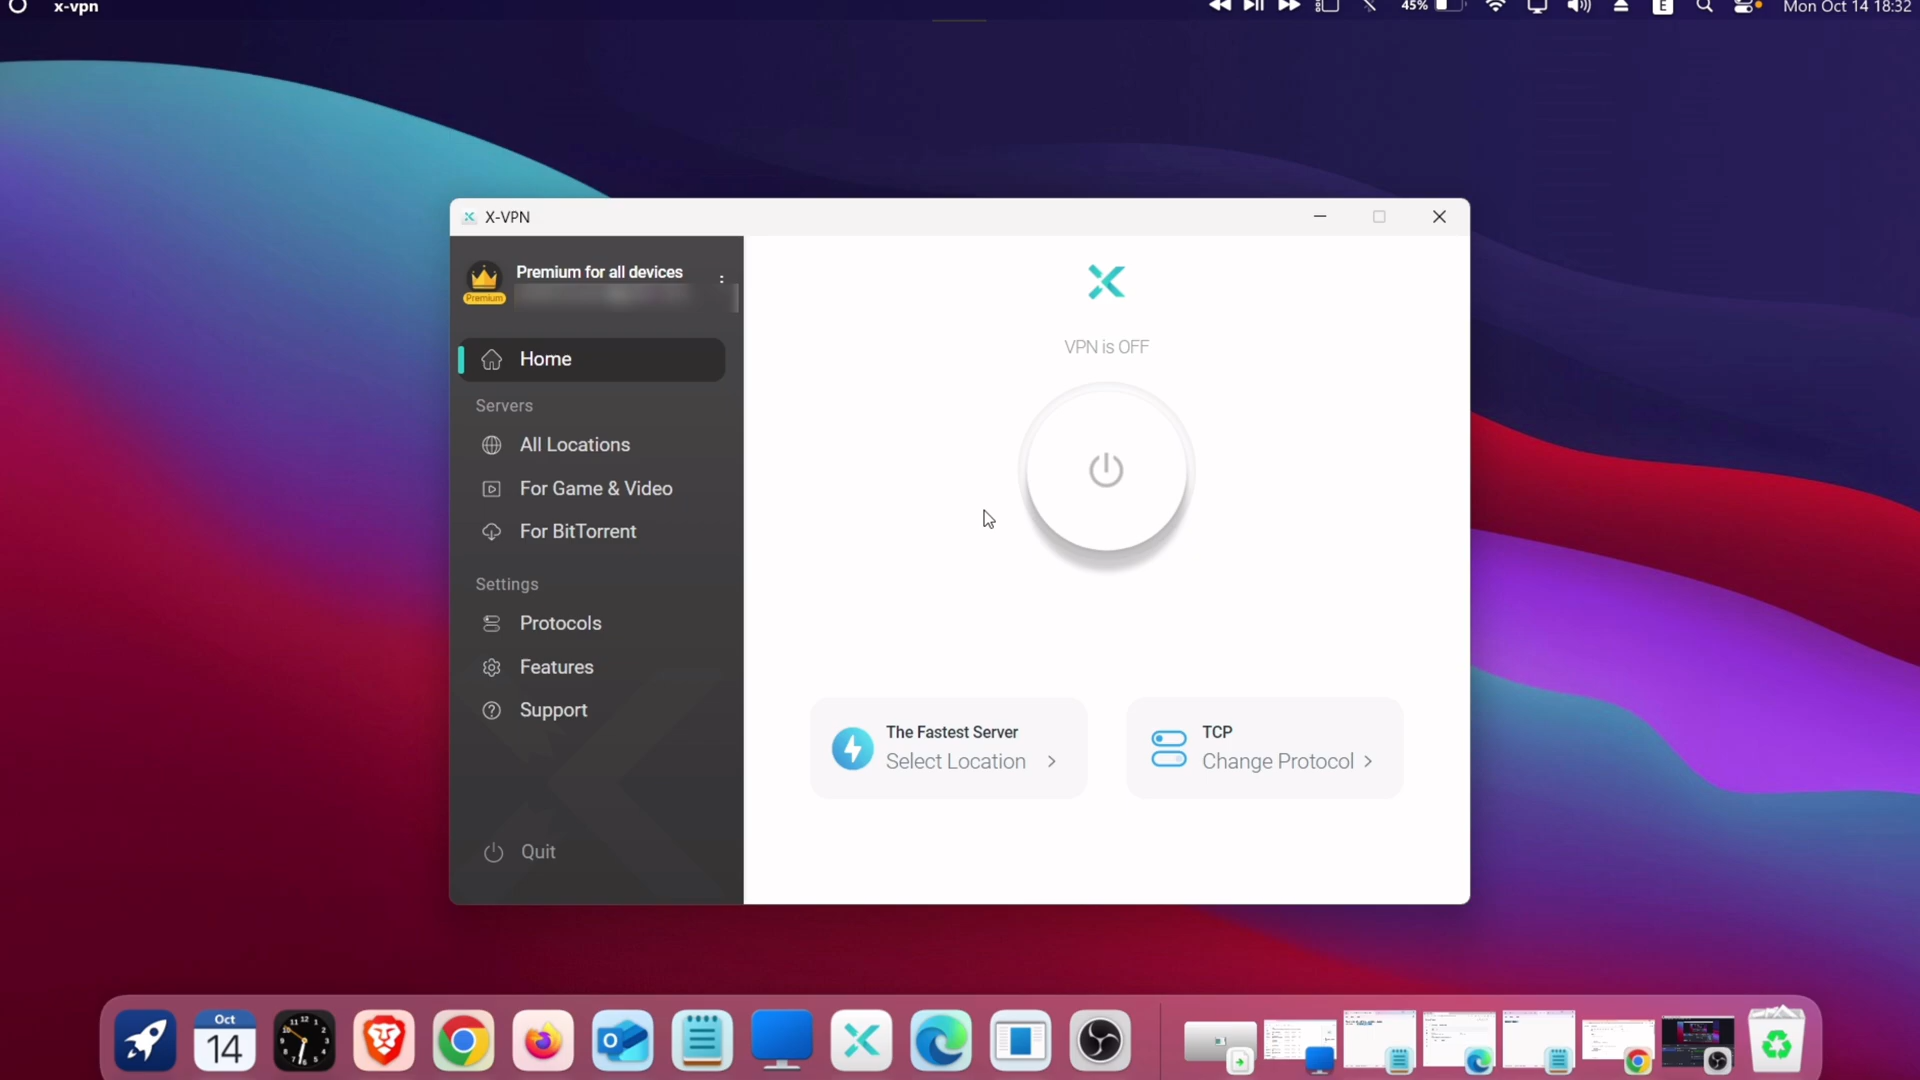 x-vpn
45%
E
Mon Oct 14 18:32
X-VPN
Premium for all devices
Premium
Home
Servers
All Locations
For Game & Video
For BitTorrent
Settings
Protocols
Features
Support
Quit
VPN is OFF
The Fastest Server
Select Location
TCP
Change Protocol
Oct
14